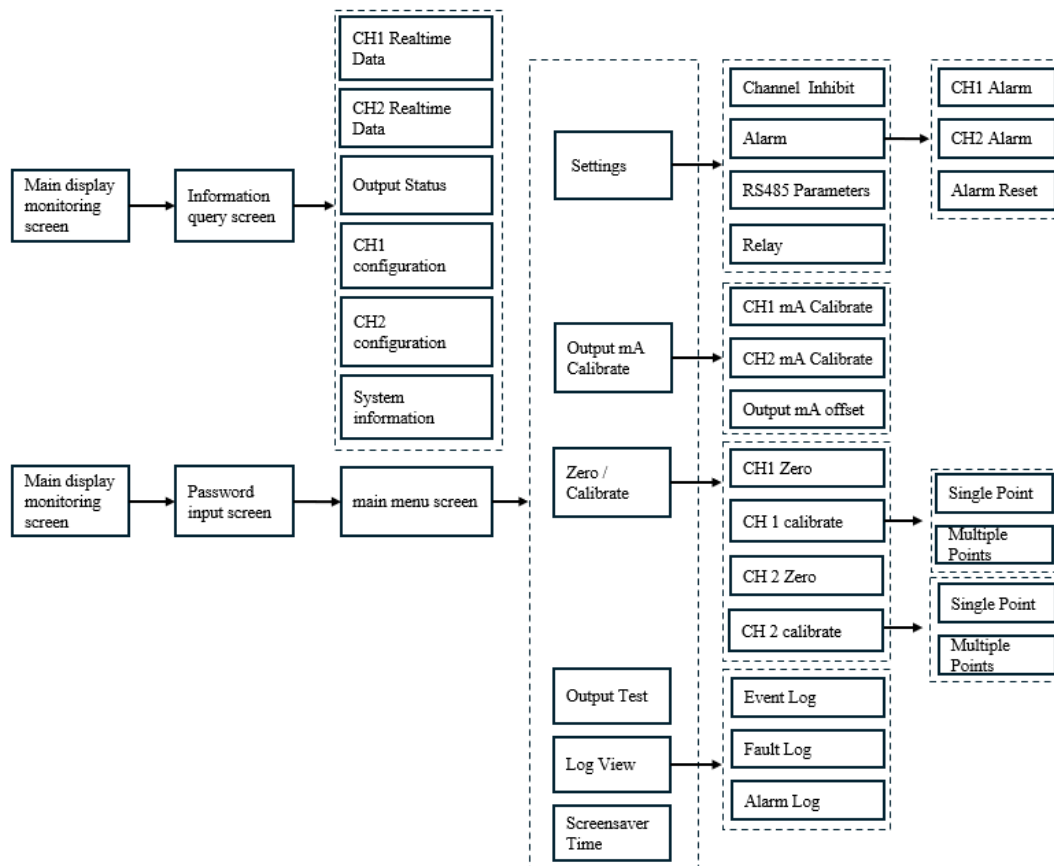 Main display
monitoring
screen
Information
query screen
CH1 Realtime
Data
CH2 Realtime
Data
Output Status
CH1
configuration
CH2
configuration
System
information
Main display
monitoring
screen
Password
input screen
main menu screen
Settings
Output mA
Calibrate
Zero /
Calibrate
Output Test
Log View
Screensaver
Time
Channel Inhibit
Alarm
RS485 Parameters
Relay
CH1 Alarm
CH2 Alarm
Alarm Reset
CH1 mA Calibrate
CH2 mA Calibrate
Output mA offset
CH1 Zero
CH 1 calibrate
CH 2 Zero
CH 2 calibrate
Single Point
Multiple
Points
Single Point
Multiple
Points
Event Log
Fault Log
Alarm Log